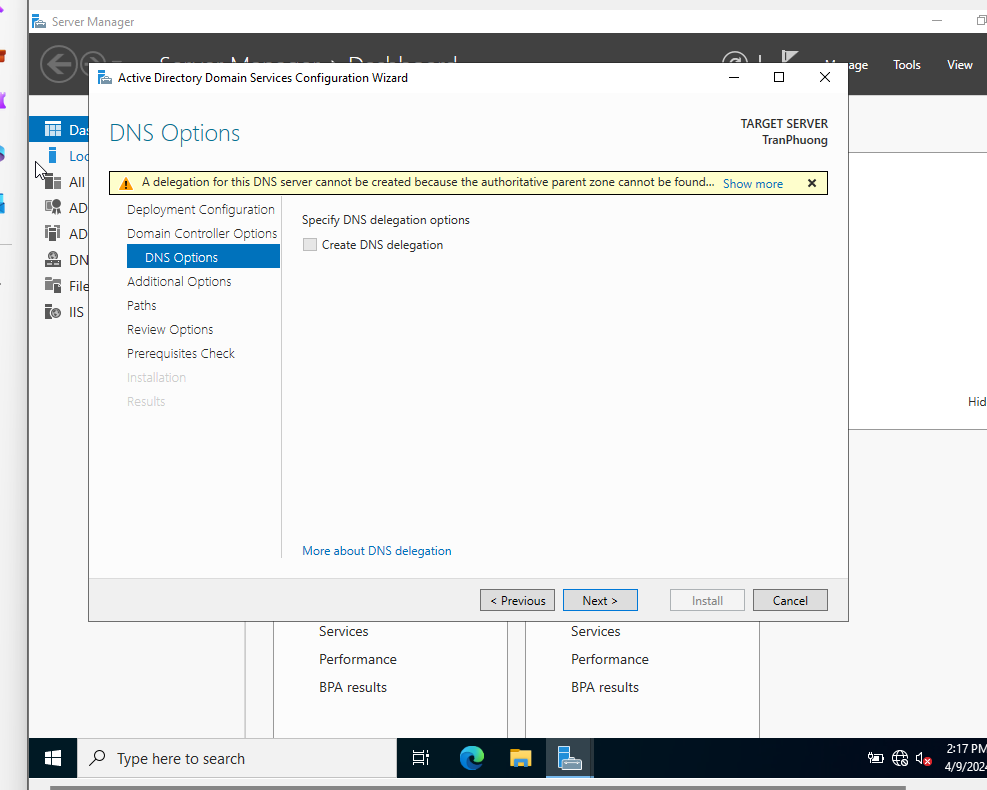 Server Manager
Manage Tools View
Active Directory Domain Services Configuration Wizard
DNS Options
TARGET SERVER
TranPhuong
A delegation for this DNS server cannot be created because the authoritative parent zone cannot be found... Show more
Deployment Configuration
Domain Controller Options
DNS Options
Additional Options
Paths
Review Options
Prerequisites Check
Installation
Results
Specify DNS delegation options
Create DNS delegation
More about DNS delegation
< Previous
Next >
Install
Cancel
Das
Loc
All
AD
AD
DN
File
IIS
Hid
Services
Performance
BPA results
Services
Performance
BPA results
Type here to search
2:17 PM